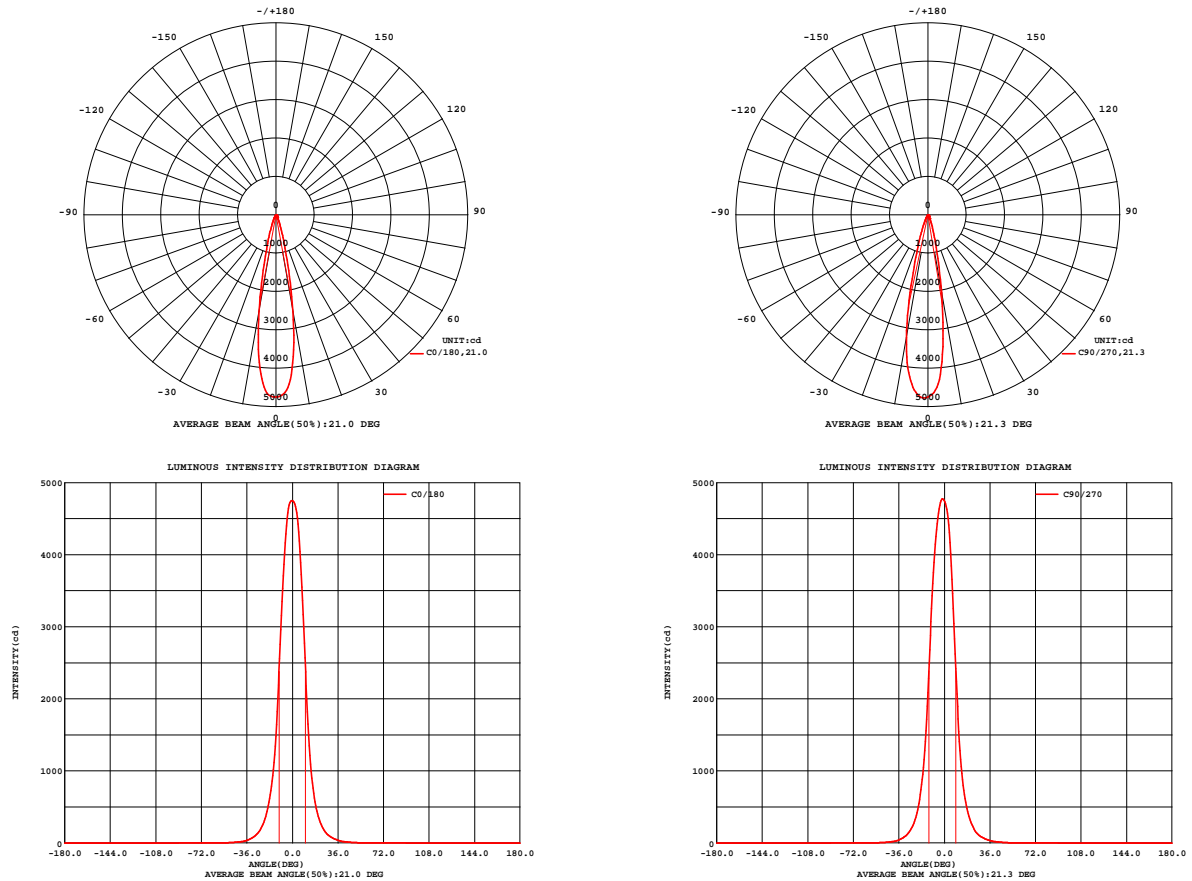 -/+180
-150 150
-120 120
-90 90
-60 60
-30 30
0
1000
2000
3000
4000
5000
0
UNIT:cd
C0/180,21.0
AVERAGE BEAM ANGLE(50%):21.0 DEG
-/+180
-150 150
-120 120
-90 90
-60 60
-30 30
0
1000
2000
3000
4000
5000
0
UNIT:cd
C90/270,21.3
AVERAGE BEAM ANGLE(50%):21.3 DEG
LUMINOUS INTENSITY DISTRIBUTION DIAGRAM
C0/180
INTENSITY(cd)
5000
4000
3000
2000
1000
0
-180.0 -144.0 -108.0 -72.0 -36.0 0.0 36.0 72.0 108.0 144.0 180.0
ANGLE(DEG)
AVERAGE BEAM ANGLE(50%):21.0 DEG
LUMINOUS INTENSITY DISTRIBUTION DIAGRAM
C90/270
INTENSITY(cd)
5000
4000
3000
2000
1000
0
-180.0 -144.0 -108.0 -72.0 -36.0 0.0 36.0 72.0 108.0 144.0 180.0
ANGLE(DEG)
AVERAGE BEAM ANGLE(50%):21.3 DEG